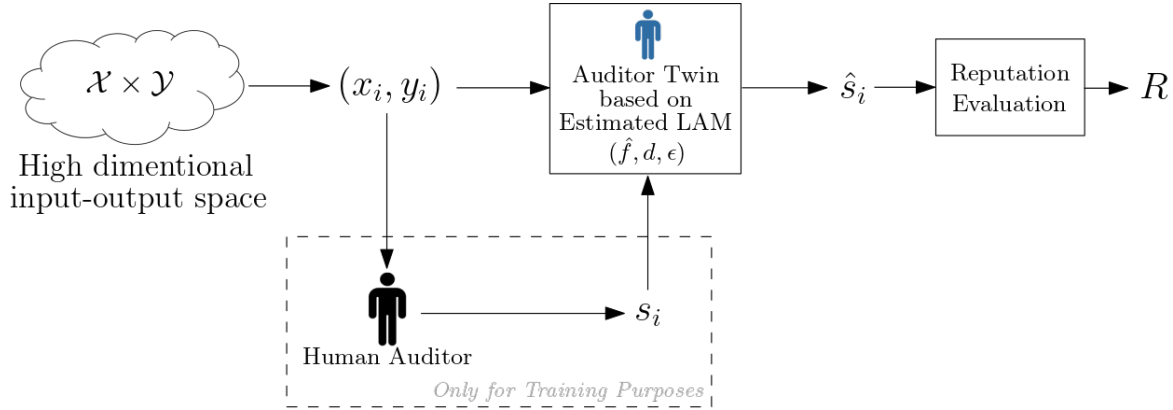 𝒳 × 𝒴
High dimentional
input-output space
(x_i, y_i)
Auditor Twin
based on
Estimated LAM
(f̂, d, ϵ)
ŝ_i
Reputation
Evaluation
R
Human Auditor
s_i
Only for Training Purposes